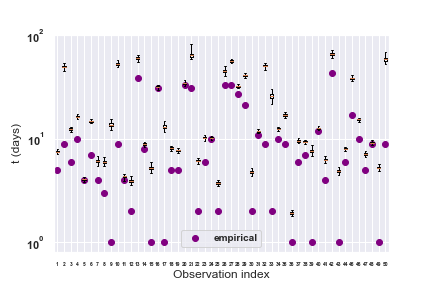 10²
10¹
10⁰
t (days)
empirical
1 2 3 4 5 6 7 8 9 10 11 12 13 14 15 16 17 18 19 20 21 22 23 24 25 26 27 28 29 30 31 32 33 34 35 36 37 38 39 40 41 42 43 44 45 46 47 48 49 50
Observation index